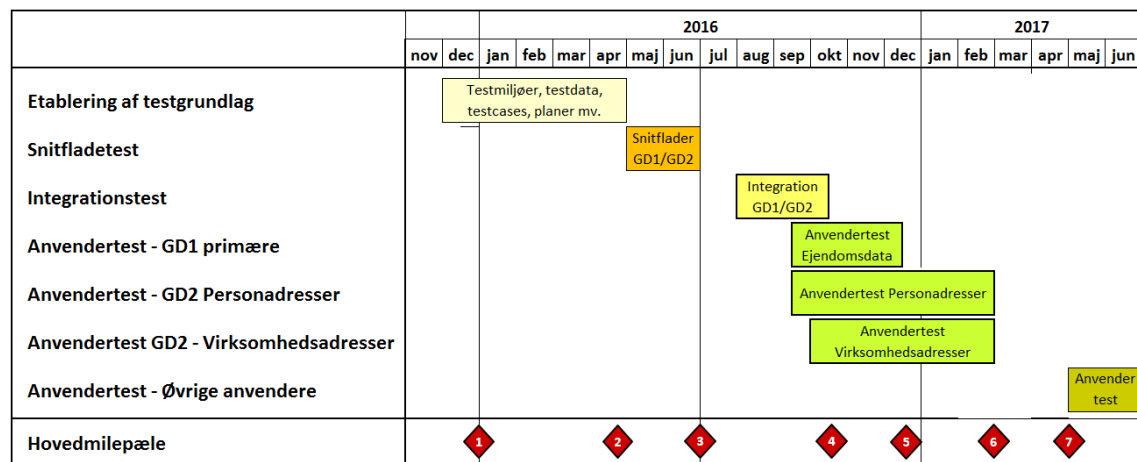 2016 2017
nov dec jan feb mar apr maj jun jul aug sep okt nov dec jan feb mar apr maj jun
Etablering af testgrundlag
Testmiljøer, testdata,
testcases, planer mv.
Snitfladetest
Snitflader
GD1/GD2
Integrationstest
Integration
GD1/GD2
Anvendertest - GD1 primære
Anvendertest
Ejendomsdata
Anvendertest - GD2 Personadresser
Anvendertest Personadresser
Anvendertest GD2 - Virksomhedsadresser
Anvendertest
Virksomhedsadresser
Anvendertest - Øvrige anvendere
Anvender
test
Hovedmilepæle
1 2 3 4 5 6 7